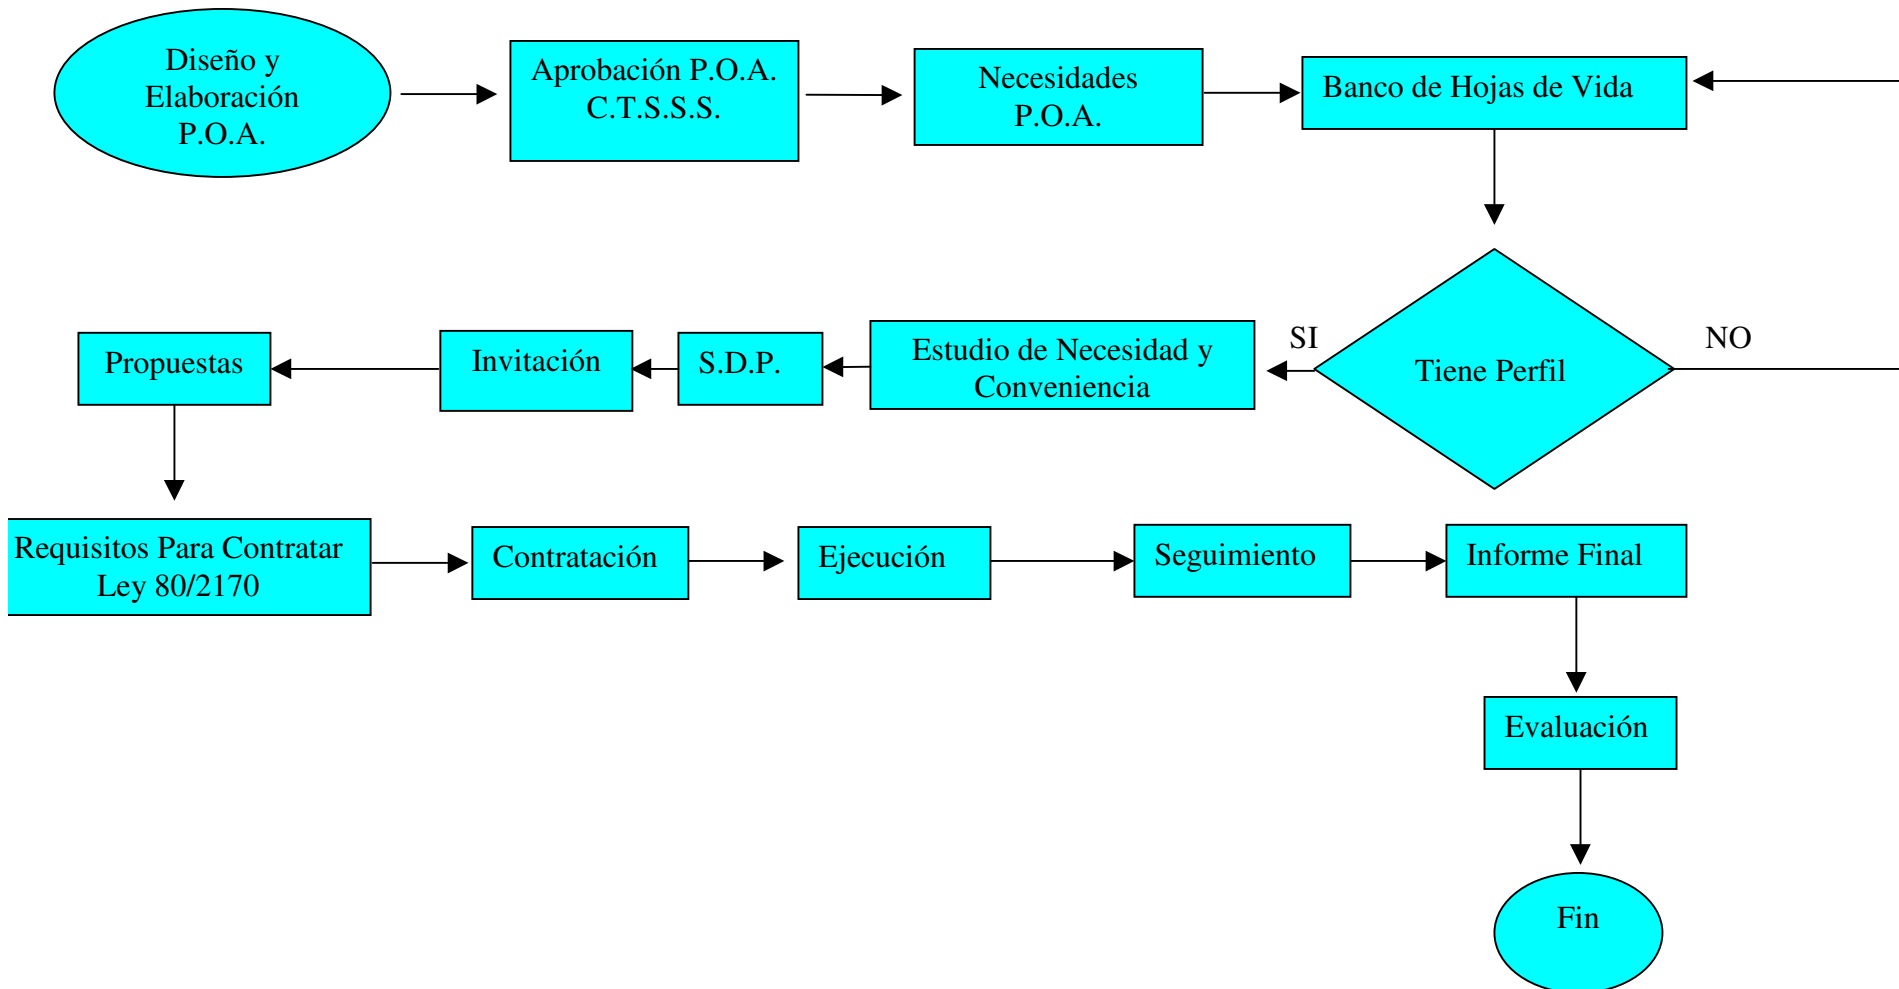 Diseño y
Elaboración
P.O.A.
Aprobación P.O.A.
C.T.S.S.S.
Necesidades
P.O.A.
Banco de Hojas de Vida
Propuestas
Invitación
S.D.P.
Estudio de Necesidad y
Conveniencia
SI
Tiene Perfil
NO
Requisitos Para Contratar
Ley 80/2170
Contratación
Ejecución
Seguimiento
Informe Final
Evaluación
Fin